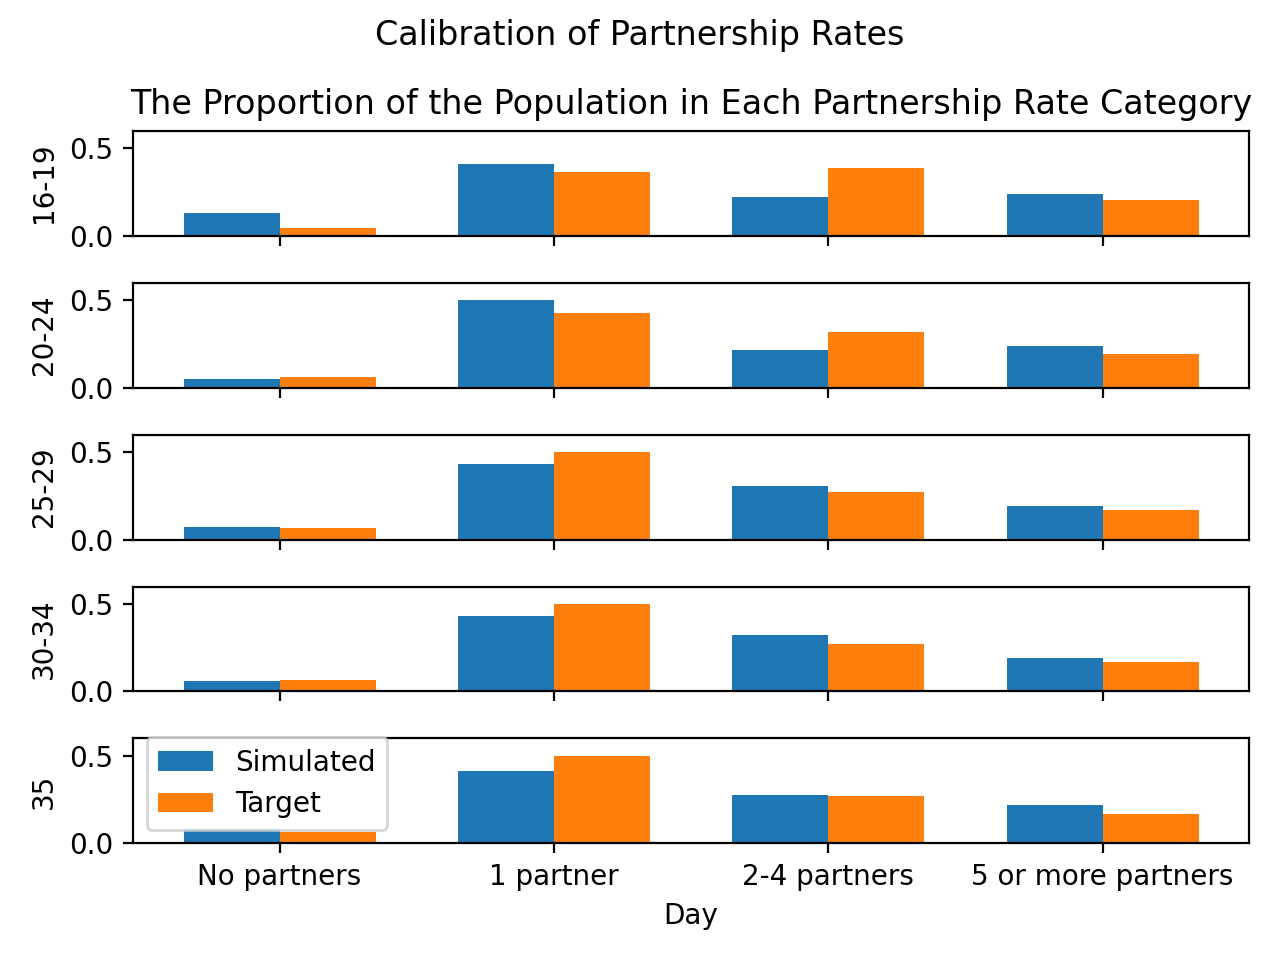 Calibration of Partnership Rates
The Proportion of the Population in Each Partnership Rate Category
0.5
0.0
16-19
0.5
0.0
20-24
0.5
0.0
25-29
0.5
0.0
30-34
0.5
0.0
35
Simulated
Target
No partners
1 partner
2-4 partners
5 or more partners
Day